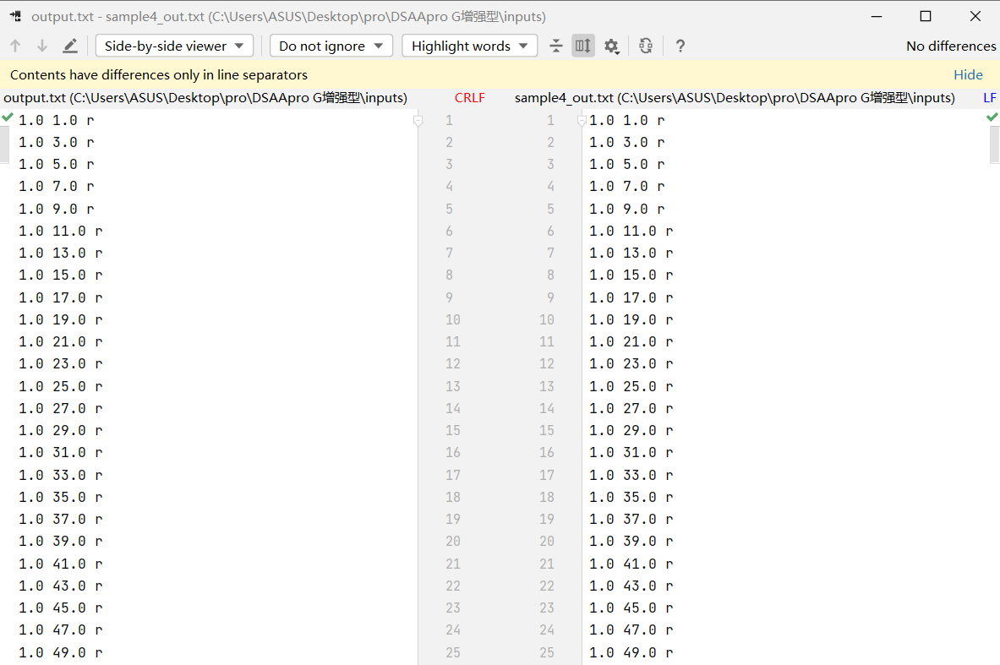 output.txt - sample4_out.txt (C:\Users\ASUS\Desktop\pro\DSAApro G增强型\inputs)
Side-by-side viewer Do not ignore Highlight words ? No differences
Contents have differences only in line separators Hide
output.txt (C:\Users\ASUS\Desktop\pro\DSAApro G增强型\inputs) CRLF sample4_out.txt (C:\Users\ASUS\Desktop\pro\DSAApro G增强型\inputs) LF
1.0 1.0 r 1 1 1.0 1.0 r
1.0 3.0 r 2 2 1.0 3.0 r
1.0 5.0 r 3 3 1.0 5.0 r
1.0 7.0 r 4 4 1.0 7.0 r
1.0 9.0 r 5 5 1.0 9.0 r
1.0 11.0 r 6 6 1.0 11.0 r
1.0 13.0 r 7 7 1.0 13.0 r
1.0 15.0 r 8 8 1.0 15.0 r
1.0 17.0 r 9 9 1.0 17.0 r
1.0 19.0 r 10 10 1.0 19.0 r
1.0 21.0 r 11 11 1.0 21.0 r
1.0 23.0 r 12 12 1.0 23.0 r
1.0 25.0 r 13 13 1.0 25.0 r
1.0 27.0 r 14 14 1.0 27.0 r
1.0 29.0 r 15 15 1.0 29.0 r
1.0 31.0 r 16 16 1.0 31.0 r
1.0 33.0 r 17 17 1.0 33.0 r
1.0 35.0 r 18 18 1.0 35.0 r
1.0 37.0 r 19 19 1.0 37.0 r
1.0 39.0 r 20 20 1.0 39.0 r
1.0 41.0 r 21 21 1.0 41.0 r
1.0 43.0 r 22 22 1.0 43.0 r
1.0 45.0 r 23 23 1.0 45.0 r
1.0 47.0 r 24 24 1.0 47.0 r
1.0 49.0 r 25 25 1.0 49.0 r